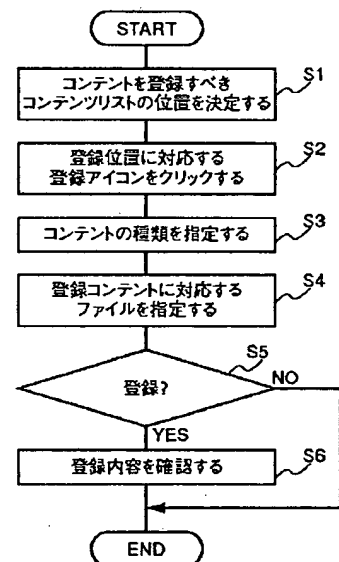 START
コンテントを登録すべき
コンテンツリストの位置を決定する
S1
登録位置に対応する
登録アイコンをクリックする
S2
コンテントの種類を指定する
S3
登録コンテントに対応する
ファイルを指定する
S4
登録?
S5
NO
YES
登録内容を確認する
S6
END